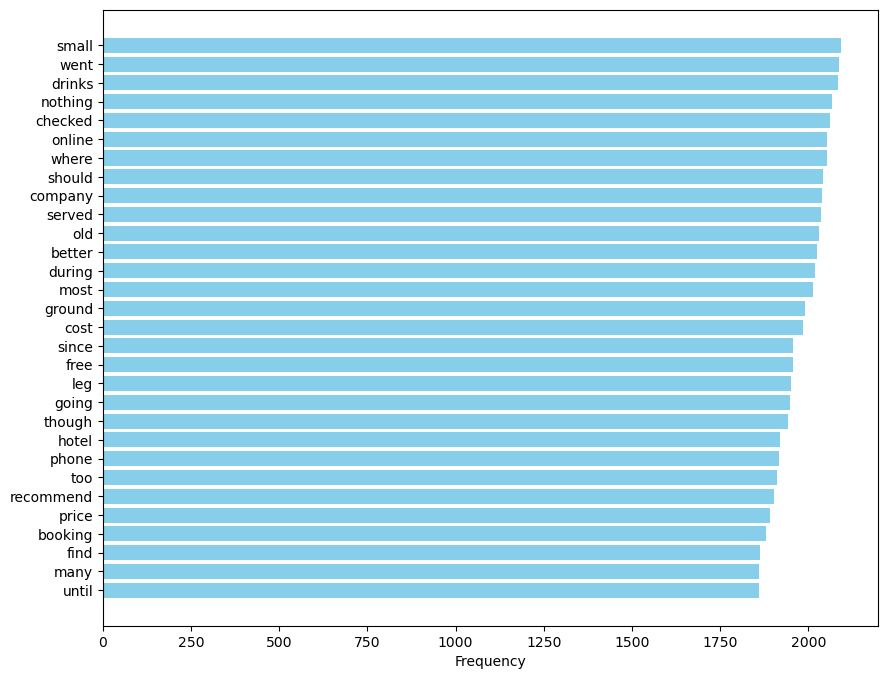 small
went
drinks
nothing
checked
online
where
should
company
served
old
better
during
most
ground
cost
since
free
leg
going
though
hotel
phone
too
recommend
price
booking
find
many
until
0 250 500 750 1000 1250 1500 1750 2000
Frequency